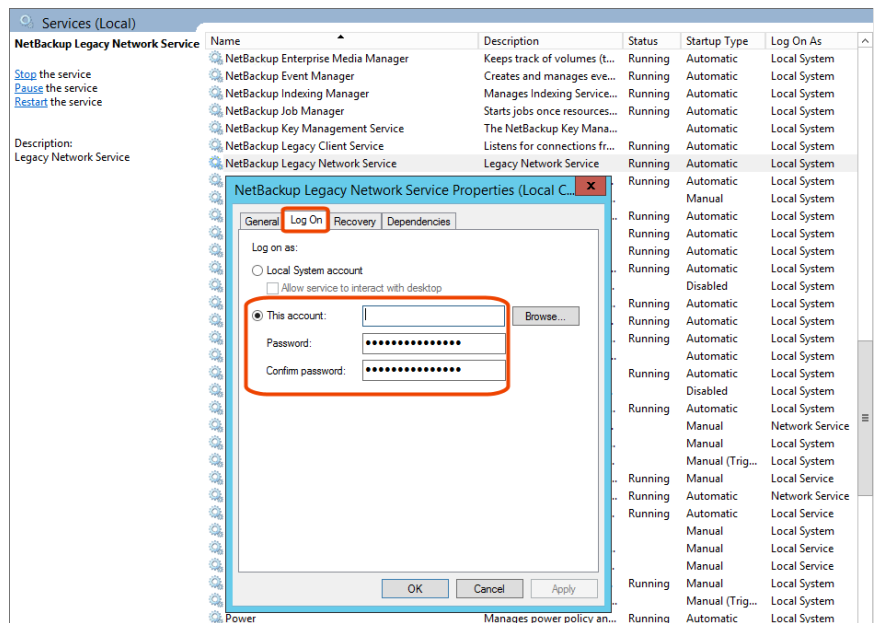 Services (Local)
NetBackup Legacy Network Service
Stop the service
Pause the service
Restart the service
Description:
Legacy Network Service
Name Description Status Startup Type Log On As
NetBackup Enterprise Media Manager Keeps track of volumes (t... Running Automatic Local System
NetBackup Event Manager Creates and manages eve... Running Automatic Local System
NetBackup Indexing Manager Manages Indexing Service... Running Automatic Local System
NetBackup Job Manager Starts jobs once resources... Running Automatic Local System
NetBackup Key Management Service The NetBackup Key Mana... Automatic Local System
NetBackup Legacy Client Service Listens for connections fr... Running Automatic Local System
NetBackup Legacy Network Service Legacy Network Service Running Automatic Local System
Running Automatic Local System
Manual Local System
Running Automatic Local System
Running Automatic Local System
Running Automatic Local System
Running Automatic Local System
Disabled Local System
Running Automatic Local System
Running Automatic Local System
Running Automatic Local System
Automatic Local System
Running Automatic Local System
Disabled Local System
Running Automatic Local System
Manual Network Service
Manual Local System
Manual (Trig... Local System
Running Manual Local Service
Running Automatic Network Service
Running Automatic Local Service
Manual Local System
Manual Local Service
Manual Local Service
Running Manual Local System
Manual (Trig... Local System
Power Manages power policy an... Running Automatic Local System
NetBackup Legacy Network Service Properties (Local C... x
General Log On Recovery Dependencies
Log on as:
Local System account
Allow service to interact with desktop
This account: Browse...
Password: •••••••••••••••
Confirm password: •••••••••••••••
OK Cancel Apply